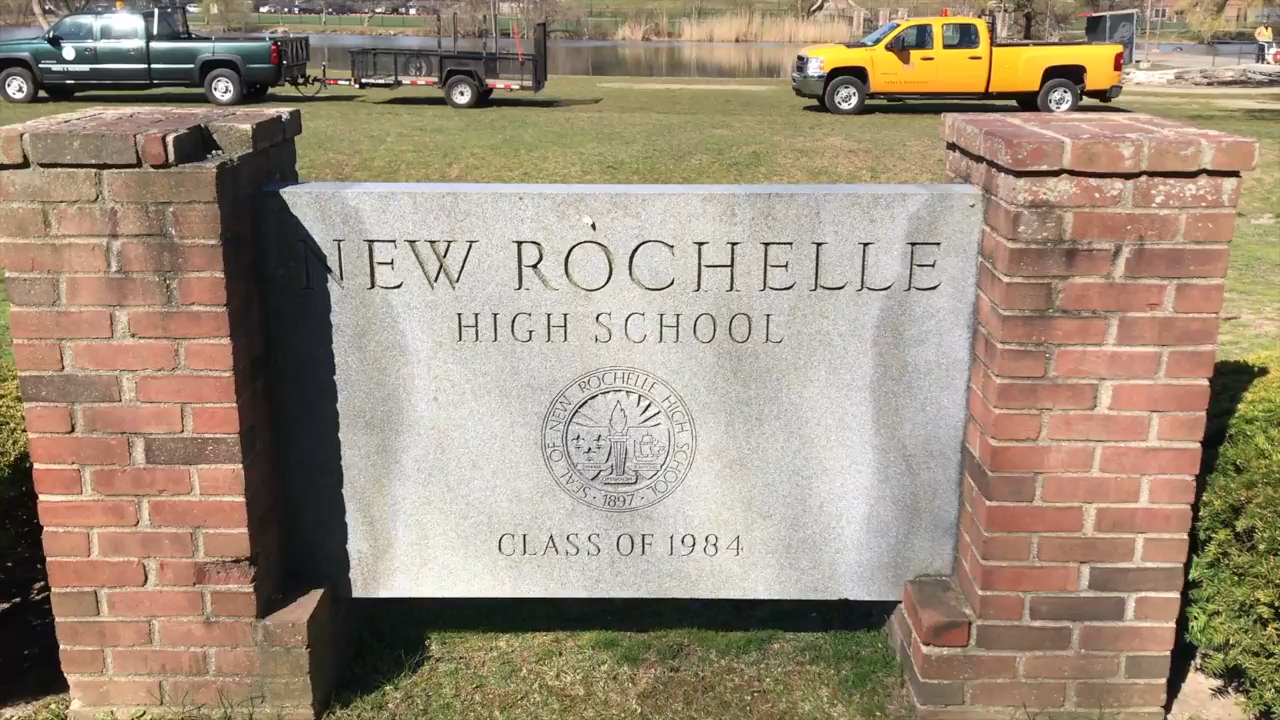 NEW ROCHELLE
HIGH SCHOOL
SEAL OF NEW ROCHELLE HIGH SCHOOL
· 1897 ·
CLASS OF 1984